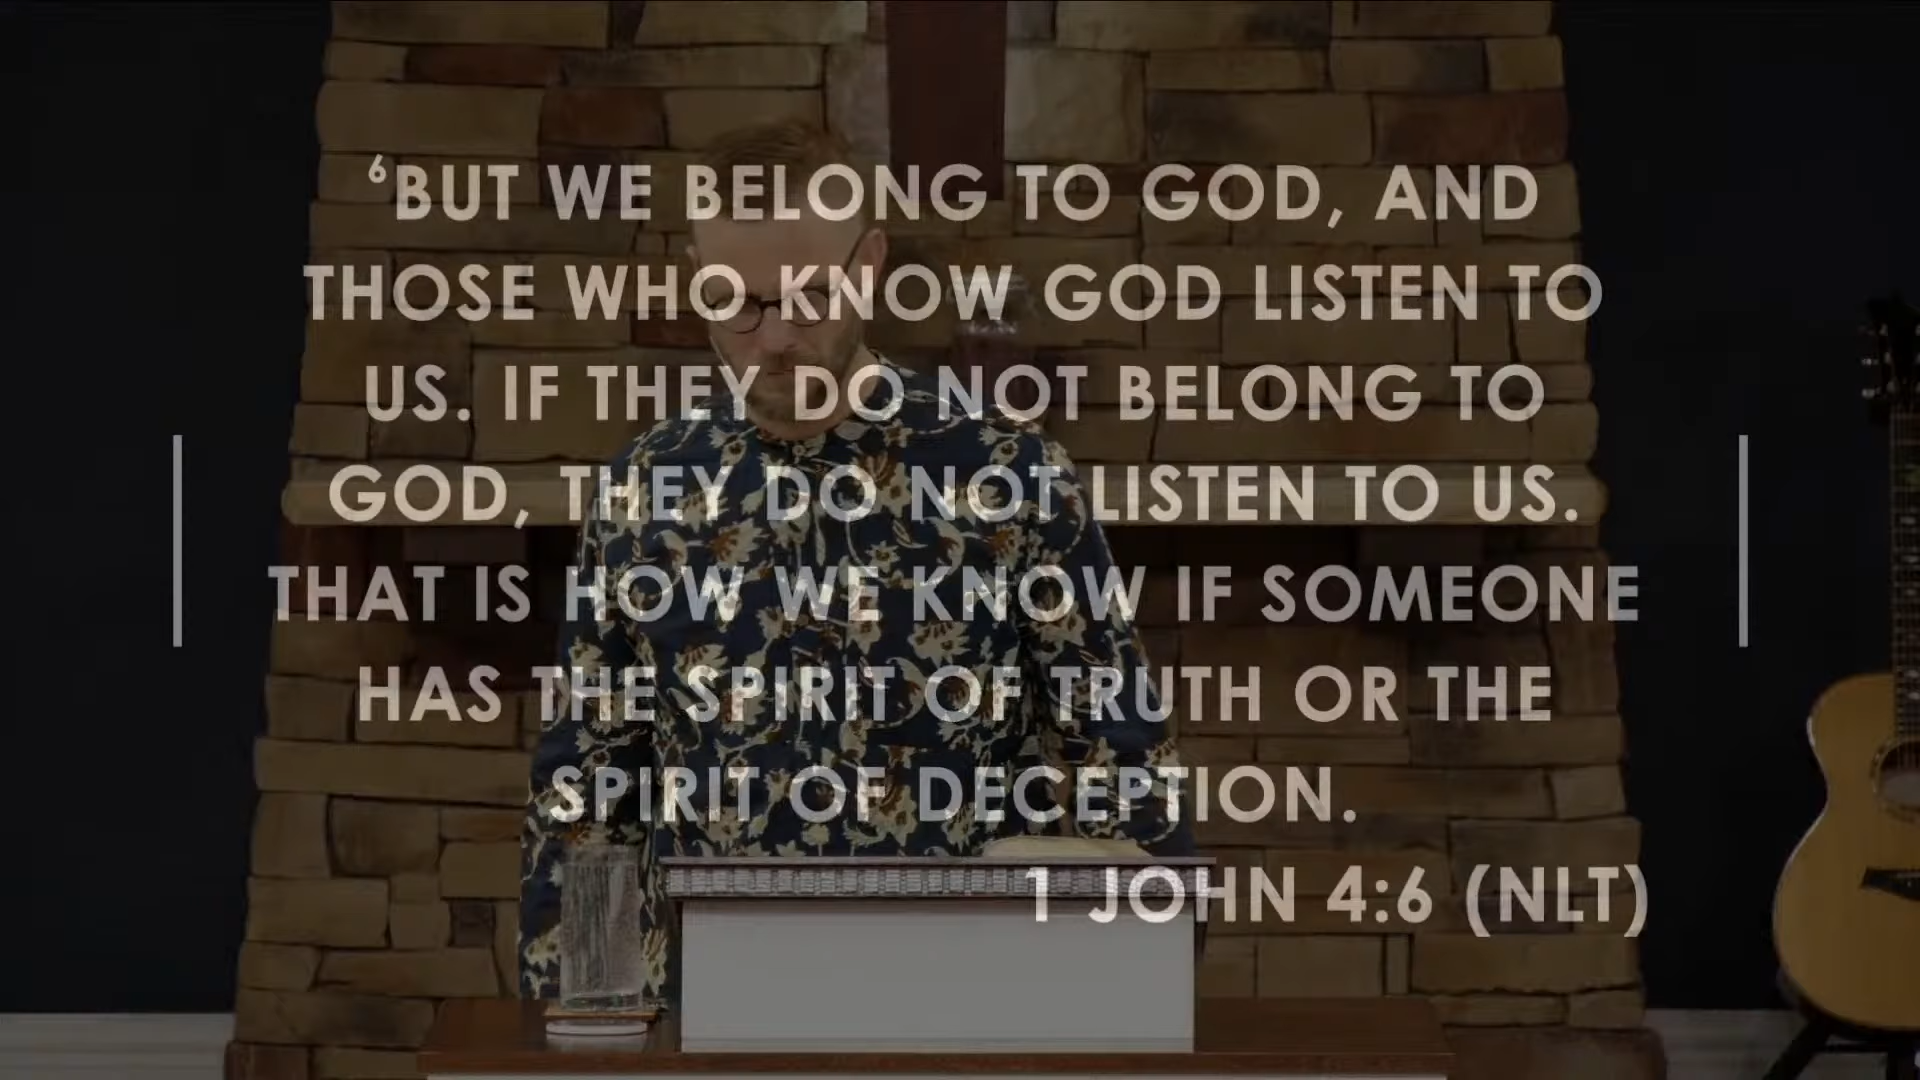 ⁶BUT WE BELONG TO GOD, AND
THOSE WHO KNOW GOD LISTEN TO
US. IF THEY DO NOT BELONG TO
GOD, THEY DO NOT LISTEN TO US.
THAT IS HOW WE KNOW IF SOMEONE
HAS THE SPIRIT OF TRUTH OR THE
SPIRIT OF DECEPTION.
1 JOHN 4:6 (NLT)